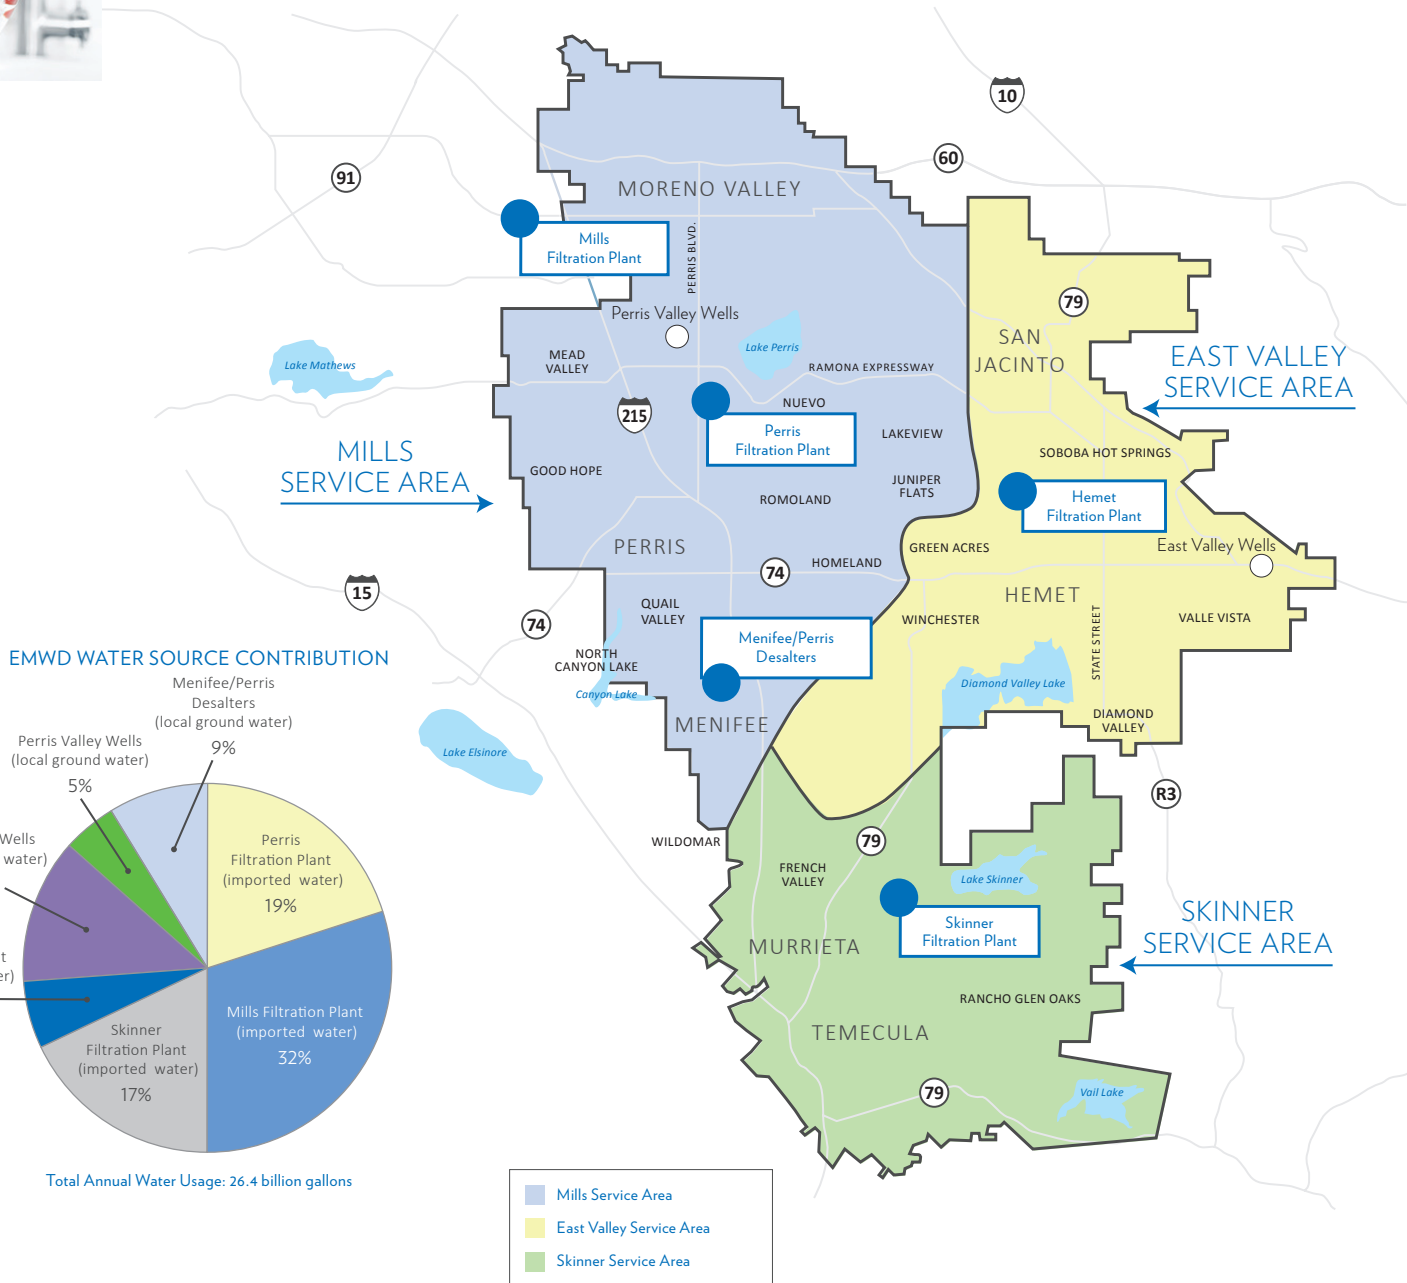 10
60
91
MORENO VALLEY
Mills
Filtration Plant
PERRIS BLVD.
79
Perris Valley Wells
SAN
JACINTO
Lake Perris
EAST VALLEY
SERVICE AREA
MEAD
VALLEY
Lake Mathews
RAMONA EXPRESSWAY
NUEVO
215
Perris
Filtration Plant
LAKEVIEW
MILLS
SERVICE AREA
SOBOBA HOT SPRINGS
GOOD HOPE
JUNIPER
FLATS
ROMOLAND
Hemet
Filtration Plant
PERRIS
GREEN ACRES
East Valley Wells
HOMELAND
74
15
HEMET
QUAIL
VALLEY
74
WINCHESTER
VALLE VISTA
STATE STREET
Menifee/Perris
Desalters
NORTH
CANYON LAKE
Canyon Lake
Diamond Valley Lake
MENIFEE
DIAMOND
VALLEY
Lake Elsinore
R3
WILDOMAR
79
FRENCH
VALLEY
Lake Skinner
Skinner
Filtration Plant
SKINNER
SERVICE AREA
MURRIETA
RANCHO GLEN OAKS
TEMECULA
79
Vail Lake
EMWD WATER SOURCE CONTRIBUTION
Menifee/Perris
Desalters
(local ground water)
9%
Perris Valley Wells
(local ground water)
5%
Wells
water)
Perris
Filtration Plant
(imported water)
19%
Mills Filtration Plant
(imported water)
32%
Skinner
Filtration Plant
(imported water)
17%
Total Annual Water Usage: 26.4 billion gallons
Mills Service Area
East Valley Service Area
Skinner Service Area